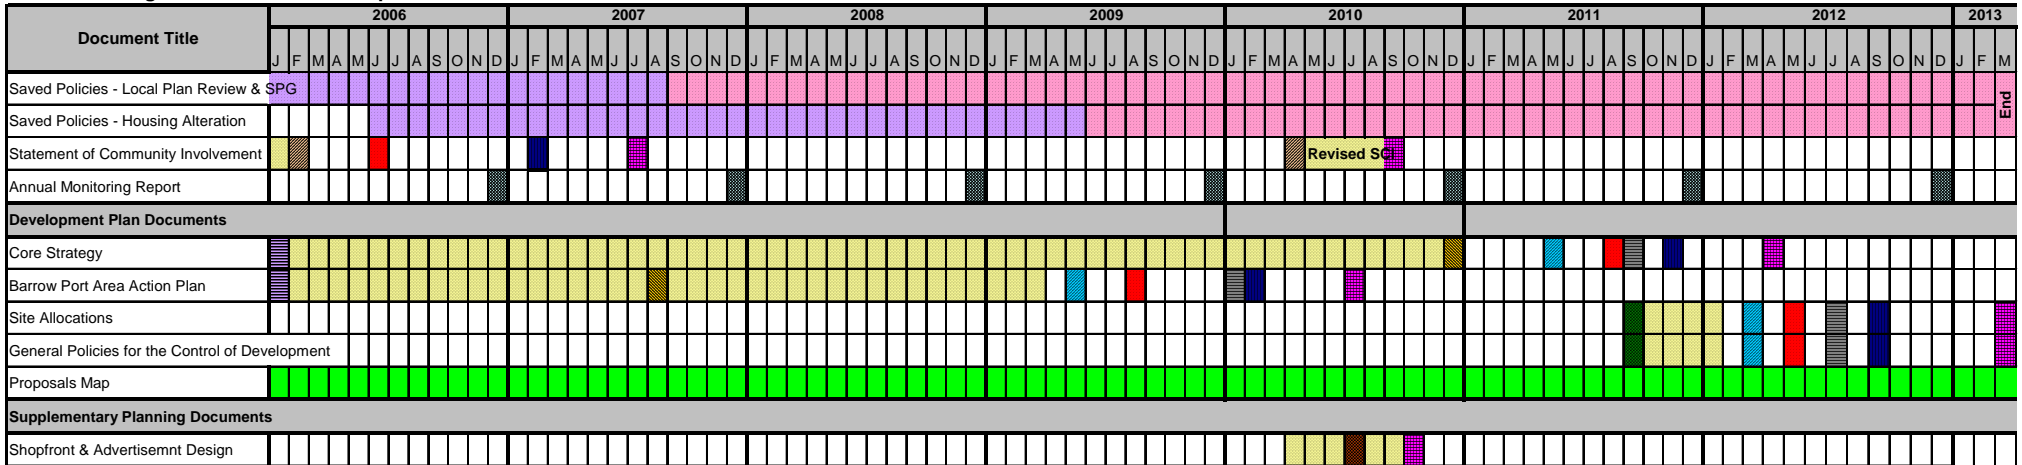 2006 2007 2008 2009 2010 2011 2012 2013
Document Title
J F M A M J J A S O N D J F M A M J J A S O N D J F M A M J J A S O N D J F M A M J J A S O N D J F M A M J J A S O N D J F M A M J J A S O N D J F M A M J J A S O N D J F M
Saved Policies - Local Plan Review & SPG
End
Saved Policies - Housing Alteration
Statement of Community Involvement Revised SCI
Annual Monitoring Report
Development Plan Documents
Core Strategy
Barrow Port Area Action Plan
Site Allocations
General Policies for the Control of Development
Proposals Map
Supplementary Planning Documents
Shopfront & Advertisemnt Design